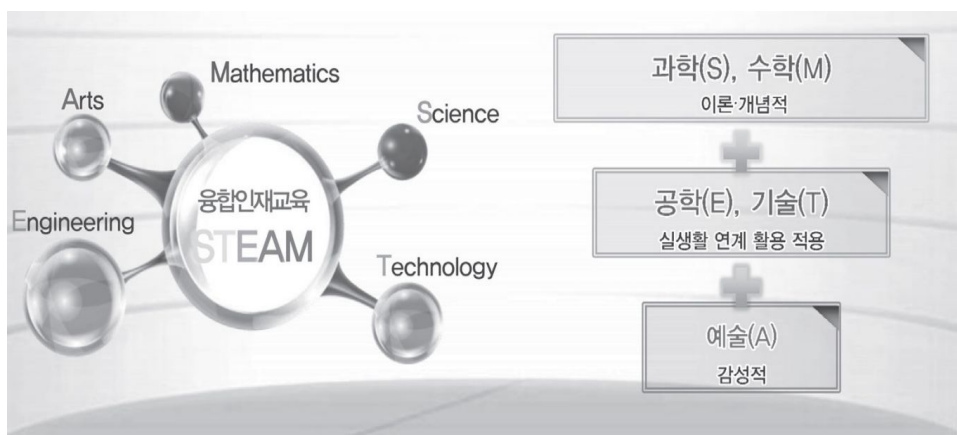 Mathematics
Arts
Science
Engineering
융합인재교육
STEAM
Technology
과학(S), 수학(M)
이론·개념적
공학(E), 기술(T)
실생활 연계 활용 적용
예술(A)
감성적